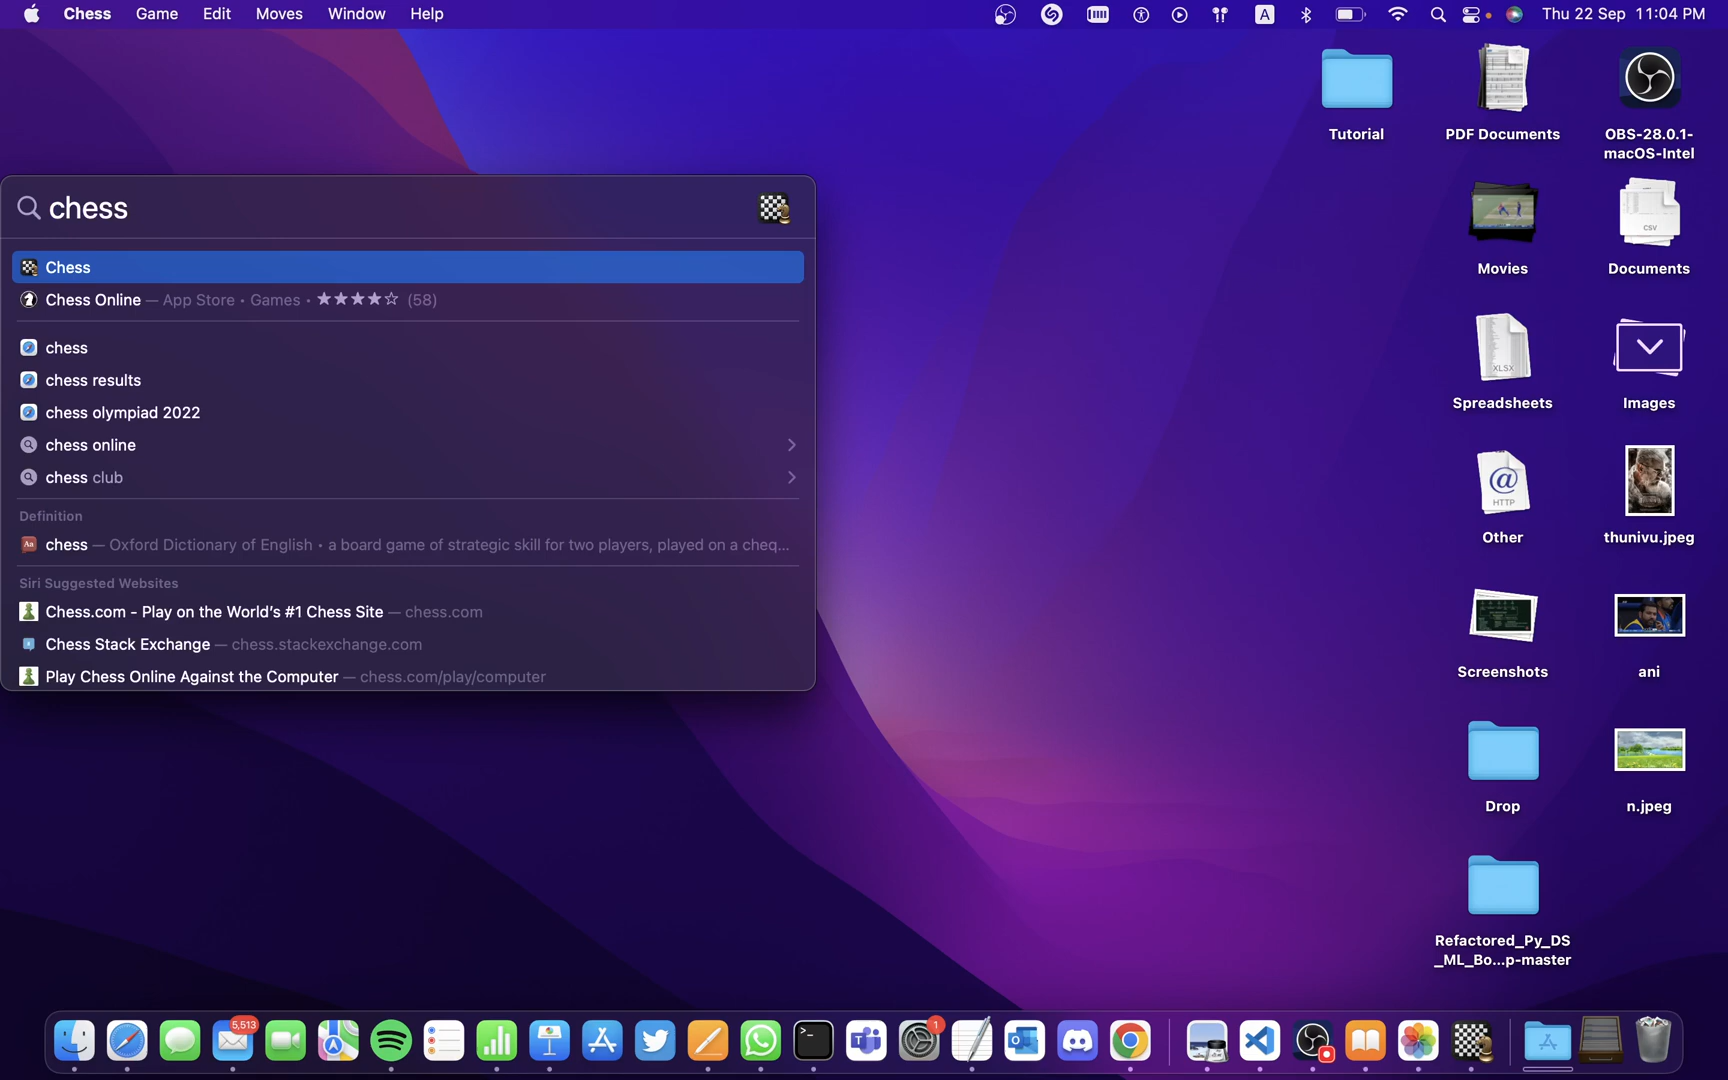 Chess Game Edit Moves Window Help A Thu 22 Sep 11:04 PM
Tutorial
PDF Documents
OBS-28.0.1-
macOS-Intel
chess
Chess
Chess Online — App Store • Games • ★★★★☆ (58)
chess
chess results
chess olympiad 2022
chess online
chess club
Definition
Aa chess — Oxford Dictionary of English • a board game of strategic skill for two players, played on a cheq...
Siri Suggested Websites
Chess.com - Play on the World's #1 Chess Site — chess.com
Chess Stack Exchange — chess.stackexchange.com
Play Chess Online Against the Computer — chess.com/play/computer
Movies
CSV
Documents
XLSX
Spreadsheets
Images
@
HTTP
Other
thunivu.jpeg
Screenshots
ani
Drop
n.jpeg
Refactored_Py_DS
_ML_Bo...p-master
5,513
>_
1